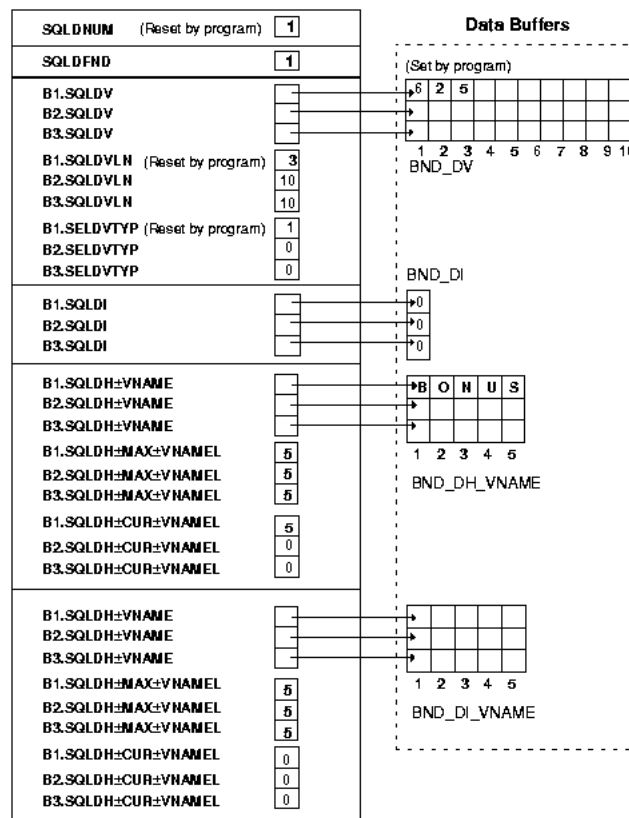 SQLDNUM (Reset by program) 1
SQLDFND 1
B1.SQLDV
B2.SQLDV
B3.SQLDV
B1.SQLDVLN (Reset by program) 3
B2.SQLDVLN 10
B3.SQLDVLN 10
B1.SELDVTYP (Reset by program) 1
B2.SELDVTYP 0
B3.SELDVTYP 0
B1.SQLDI
B2.SQLDI
B3.SQLDI
B1.SQLDH±VNAME
B2.SQLDH±VNAME
B3.SQLDH±VNAME
B1.SQLDH±MAX±VNAMEL 5
B2.SQLDH±MAX±VNAMEL 5
B3.SQLDH±MAX±VNAMEL 5
B1.SQLDH±CUR±VNAMEL 5
B2.SQLDH±CUR±VNAMEL 0
B3.SQLDH±CUR±VNAMEL 0
B1.SQLDH±VNAME
B2.SQLDH±VNAME
B3.SQLDH±VNAME
B1.SQLDH±MAX±VNAMEL 5
B2.SQLDH±MAX±VNAMEL 5
B3.SQLDH±MAX±VNAMEL 5
B1.SQLDH±CUR±VNAMEL 0
B2.SQLDH±CUR±VNAMEL 0
B3.SQLDH±CUR±VNAMEL 0
Data Buffers
(Set by program)
6 2 5
1 2 3 4 5 6 7 8 9 10
BND_DV
BND_DI
0
0
0
B O N U S
1 2 3 4 5
BND_DH_VNAME
1 2 3 4 5
BND_DI_VNAME